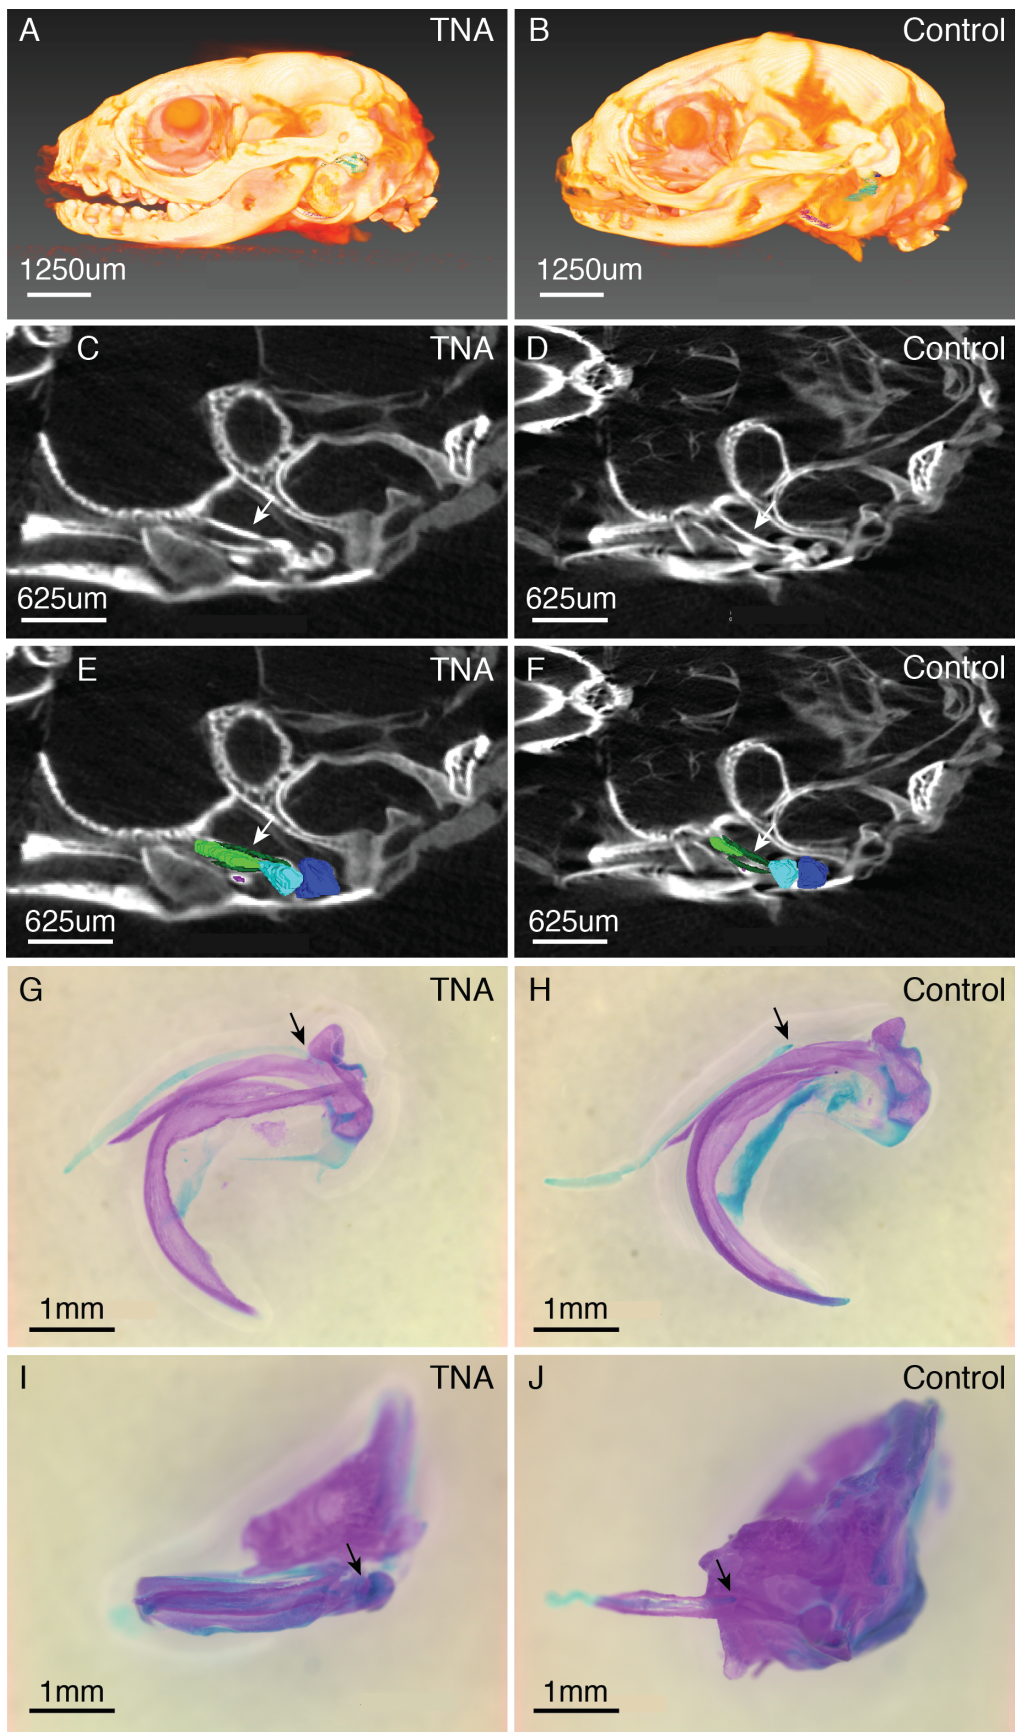 A TNA
B Control
1250um
1250um
C TNA
D Control
625um
625um
E TNA
F Control
625um
625um
G TNA
H Control
1mm
1mm
I TNA
J Control
1mm
1mm